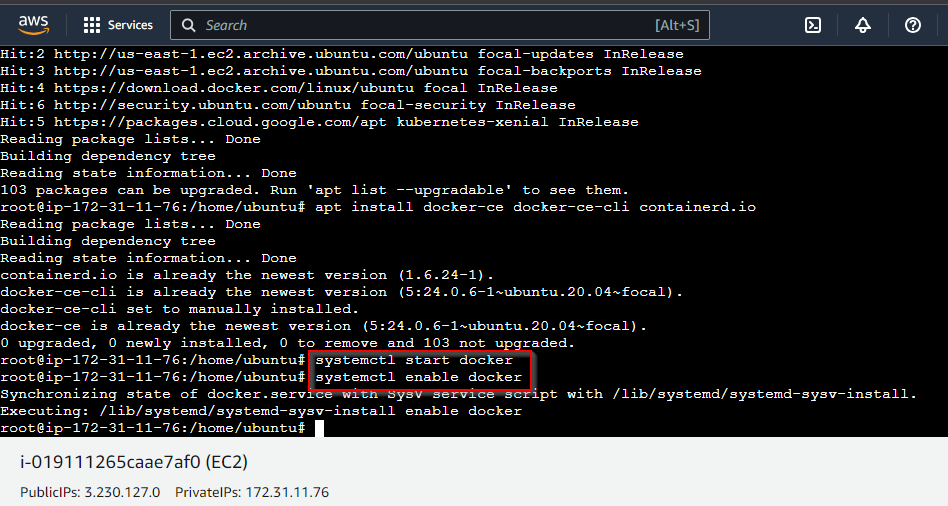 aws Services Search [Alt+S]
Hit:2 http://us-east-1.ec2.archive.ubuntu.com/ubuntu focal-updates InRelease
Hit:3 http://us-east-1.ec2.archive.ubuntu.com/ubuntu focal-backports InRelease
Hit:4 https://download.docker.com/linux/ubuntu focal InRelease
Hit:6 http://security.ubuntu.com/ubuntu focal-security InRelease
Hit:5 https://packages.cloud.google.com/apt kubernetes-xenial InRelease
Reading package lists... Done
Building dependency tree
Reading state information... Done
103 packages can be upgraded. Run 'apt list --upgradable' to see them.
root@ip-172-31-11-76:/home/ubuntu# apt install docker-ce docker-ce-cli containerd.io
Reading package lists... Done
Building dependency tree
Reading state information... Done
containerd.io is already the newest version (1.6.24-1).
docker-ce-cli is already the newest version (5:24.0.6-1~ubuntu.20.04~focal).
docker-ce-cli set to manually installed.
docker-ce is already the newest version (5:24.0.6-1~ubuntu.20.04~focal).
0 upgraded, 0 newly installed, 0 to remove and 103 not upgraded.
root@ip-172-31-11-76:/home/ubuntu# systemctl start docker
root@ip-172-31-11-76:/home/ubuntu# systemctl enable docker
Synchronizing state of docker.service with SysV service script with /lib/systemd/systemd-sysv-install.
Executing: /lib/systemd/systemd-sysv-install enable docker
root@ip-172-31-11-76:/home/ubuntu#
i-019111265caae7af0 (EC2)
PublicIPs: 3.230.127.0 PrivateIPs: 172.31.11.76